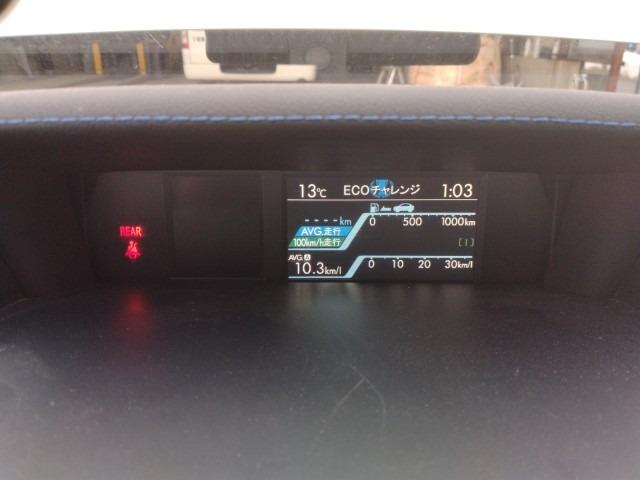 13℃ ECOチャレンジ 1:03
REAR
---- km
0 500 1000km
AVG.走行
100km/h走行
[I]
AVG.A
10.3km/l
0 10 20 30km/l